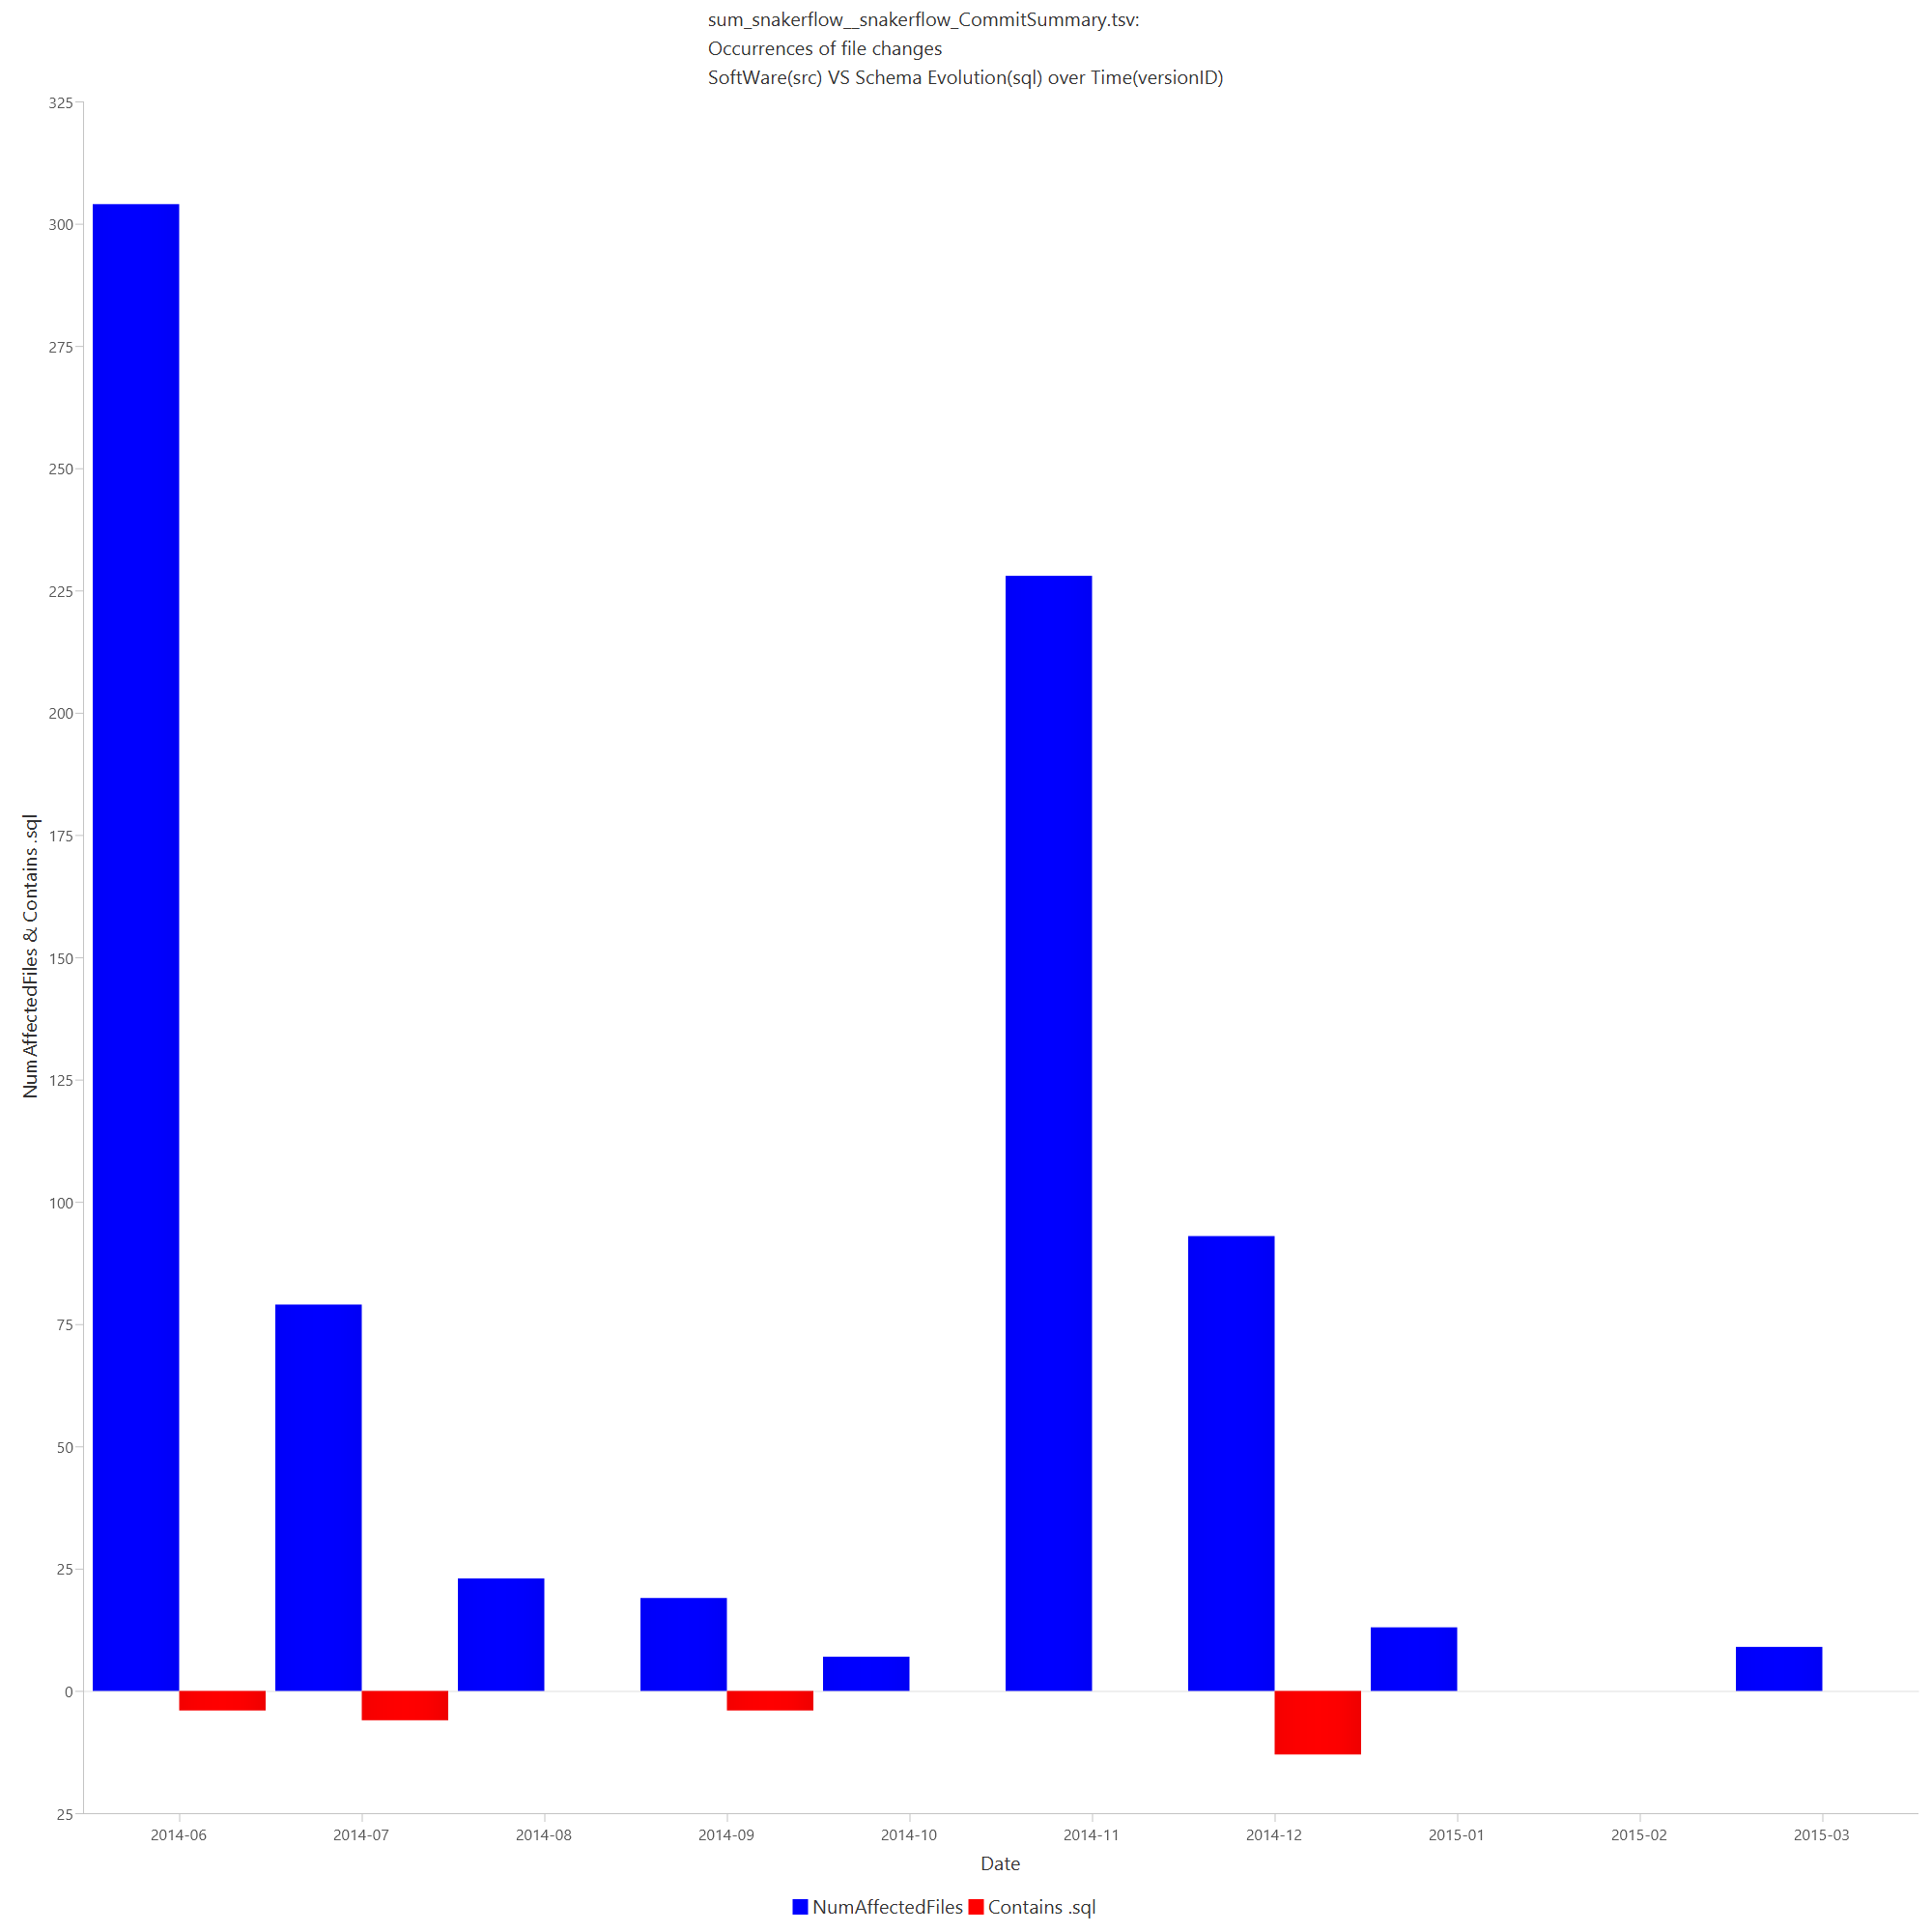 sum_snakerflow__snakerflow_CommitSummary.tsv:
Occurrences of file changes
SoftWare(src) VS Schema Evolution(sql) over Time(versionID)
325
300
275
250
225
200
175
150
125
100
75
50
25
0
25
Num AffectedFiles & Contains .sql
2014-06 2014-07 2014-08 2014-09 2014-10 2014-11 2014-12 2015-01 2015-02 2015-03
Date
NumAffectedFiles Contains .sql